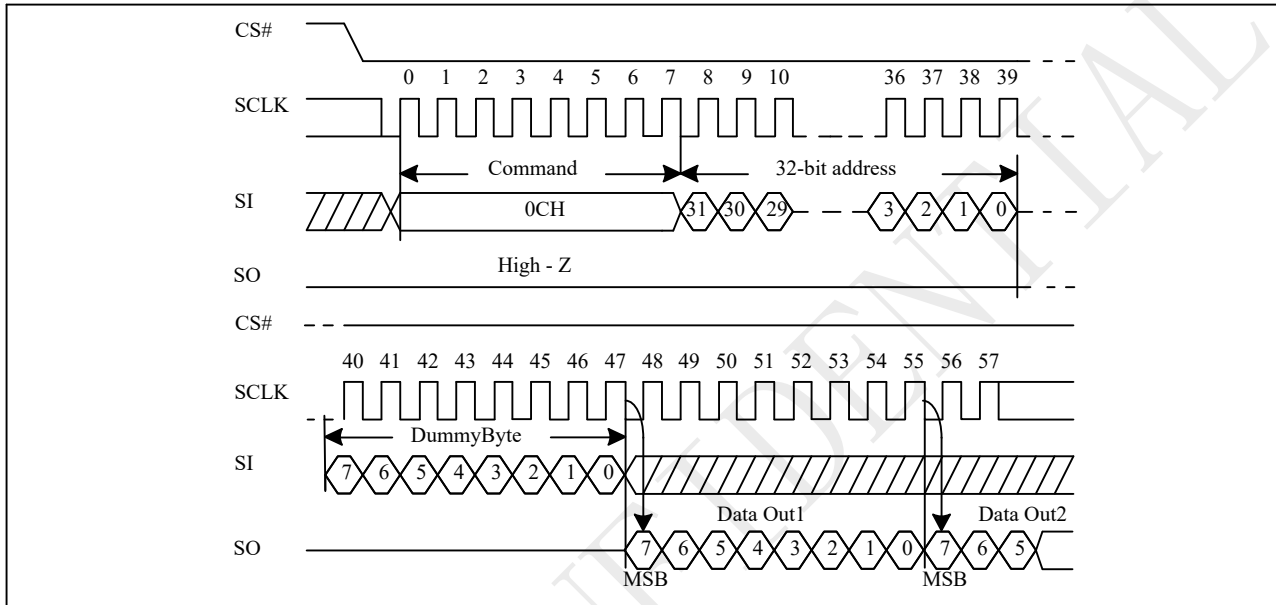 CS#
0 1 2 3 4 5 6 7 8 9 10 36 37 38 39
SCLK
Command 32-bit address
SI 0CH 31 30 29 3 2 1 0
High - Z
SO
CS#
40 41 42 43 44 45 46 47 48 49 50 51 52 53 54 55 56 57
SCLK
DummyByte
SI 7 6 5 4 3 2 1 0
Data Out1 Data Out2
SO 7 6 5 4 3 2 1 0 7 6 5
MSB MSB
NFIDENTIAL